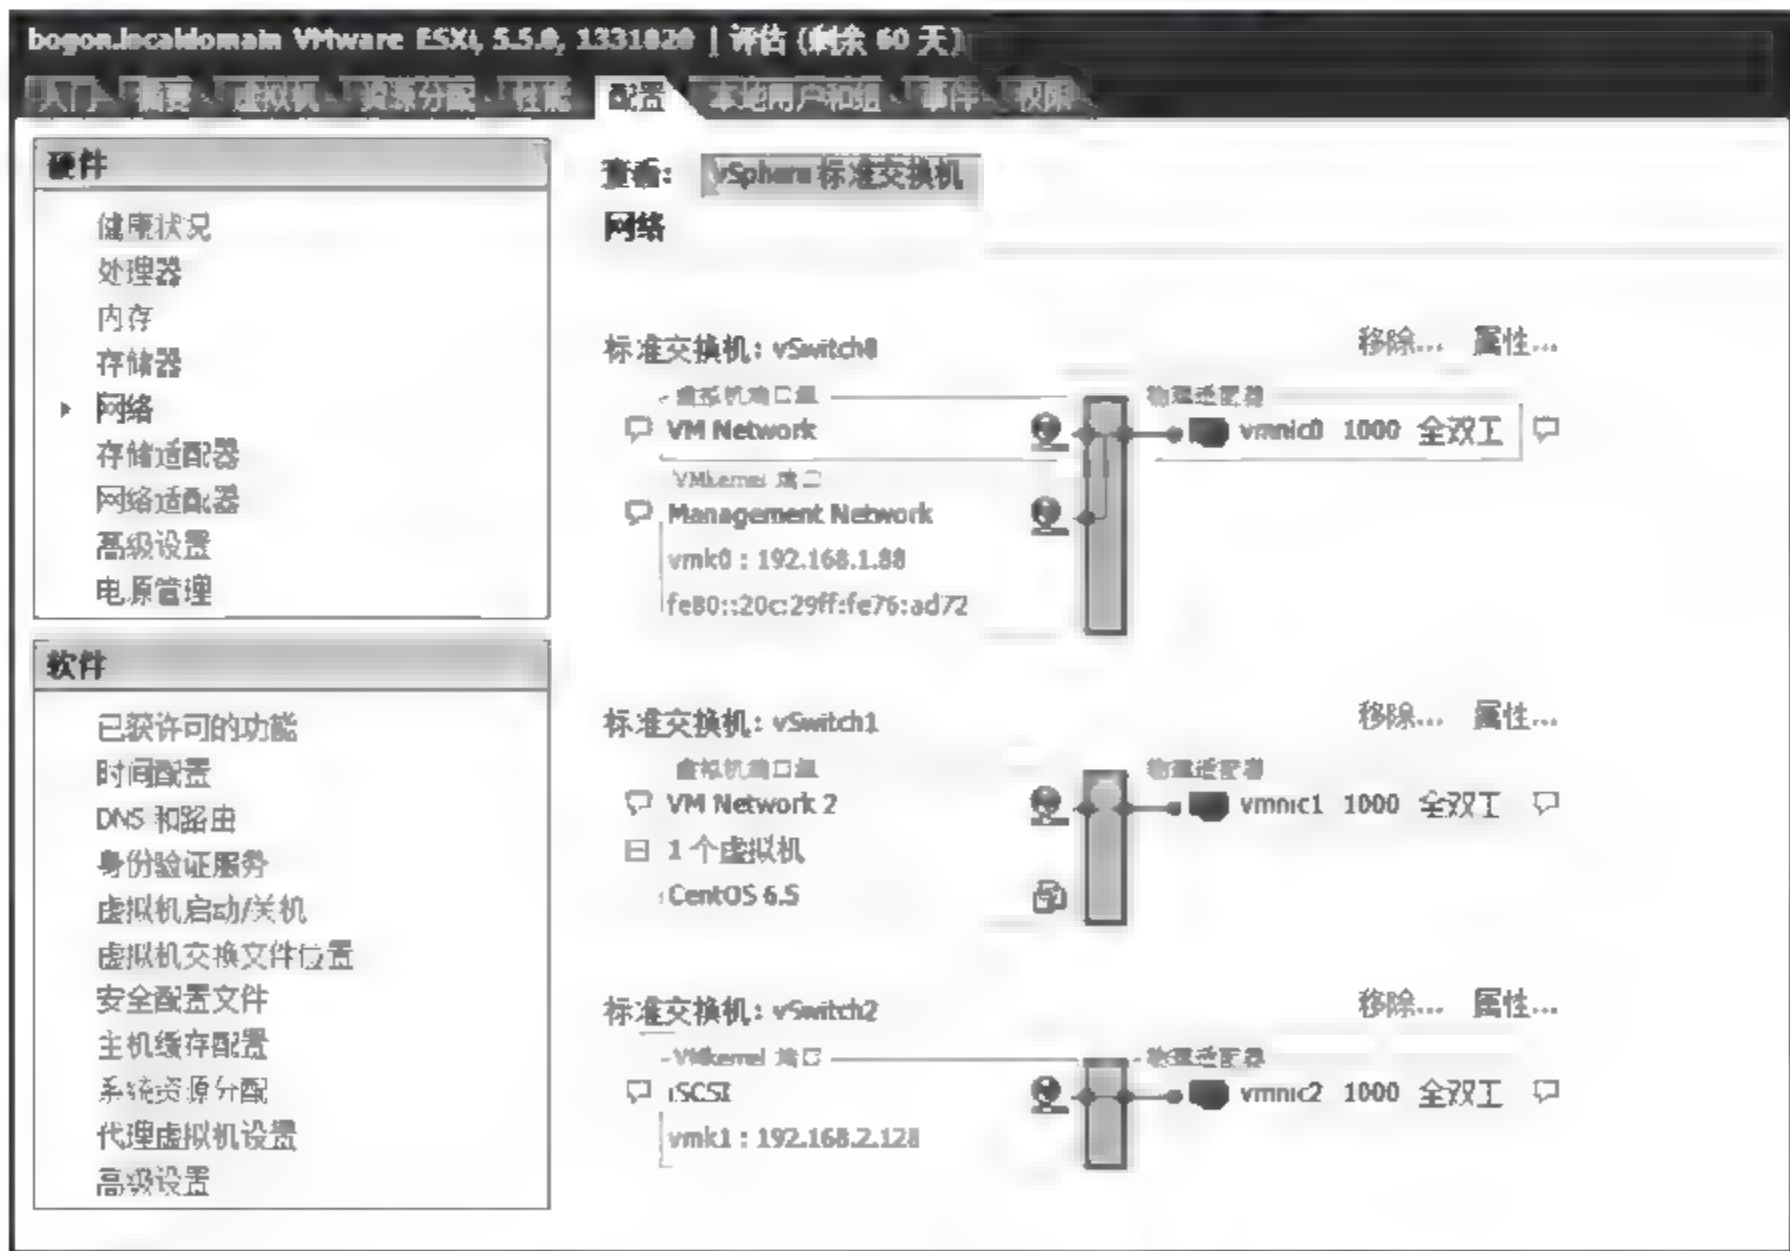 bogon.localdomain VMware ESXi, 5.5.0, 1331820 | 评估 (剩余 60 天)
入门 摘要 虚拟机 资源分配 性能 配置 本地用户和组 事件 权限
硬件
健康状况
处理器
内存
存储器
网络
存储适配器
网络适配器
高级设置
电源管理
软件
已获许可的功能
时间配置
DNS 和路由
身份验证服务
虚拟机启动/关机
虚拟机交换文件位置
安全配置文件
主机缓存配置
系统资源分配
代理虚拟机设置
高级设置
查看: vSphere 标准交换机
网络
标准交换机: vSwitch0 移除... 属性...
虚拟机端口组 物理适配器
VM Network vmnic0 1000 全双工
VMkernel 端口
Management Network
vmk0 : 192.168.1.88
fe80::20c:29ff:fe76:ad72
标准交换机: vSwitch1 移除... 属性...
虚拟机端口组 物理适配器
VM Network 2 vmnic1 1000 全双工
1 个虚拟机
CentOS 6.5
标准交换机: vSwitch2 移除... 属性...
VMkernel 端口 物理适配器
iSCSI vmnic2 1000 全双工
vmk1 : 192.168.2.128